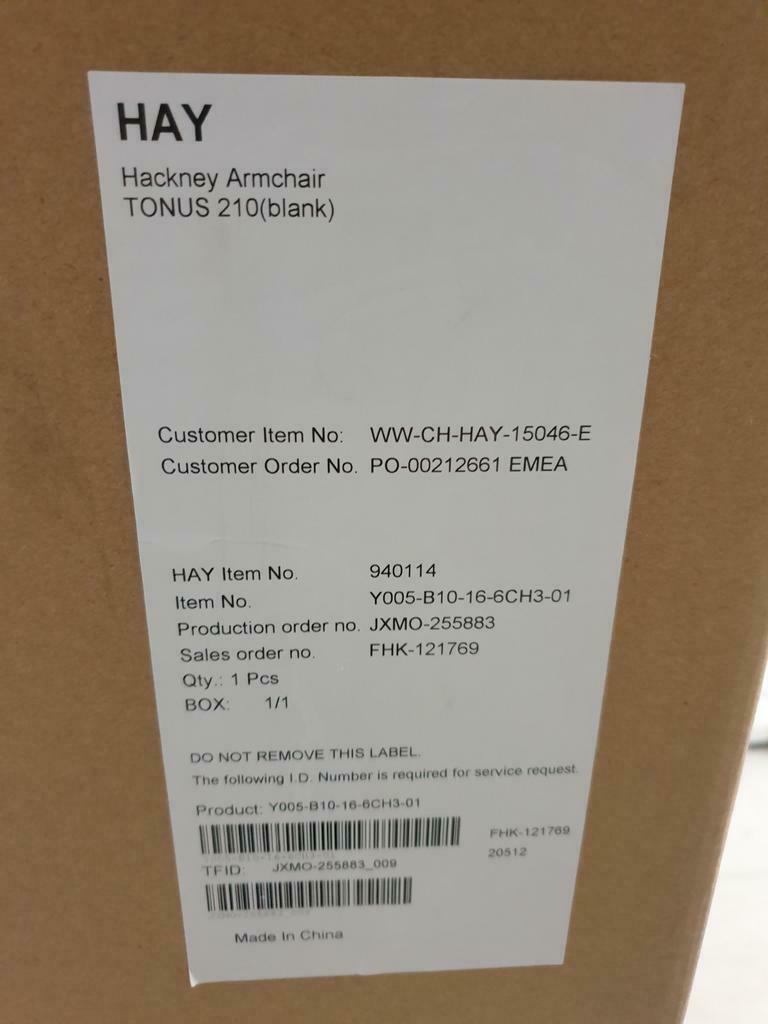 HAY
Hackney Armchair
TONUS 210(blank)
Customer Item No: WW-CH-HAY-15046-E
Customer Order No. PO-00212661 EMEA
HAY Item No. 940114
Item No. Y005-B10-16-6CH3-01
Production order no. JXMO-255883
Sales order no. FHK-121769
Qty.: 1 Pcs
BOX: 1/1
DO NOT REMOVE THIS LABEL.
The following I.D. Number is required for service request.
Product: Y005-B10-16-6CH3-01
FHK-121769
20512
TFID: JXMO-255883_009
Made In China